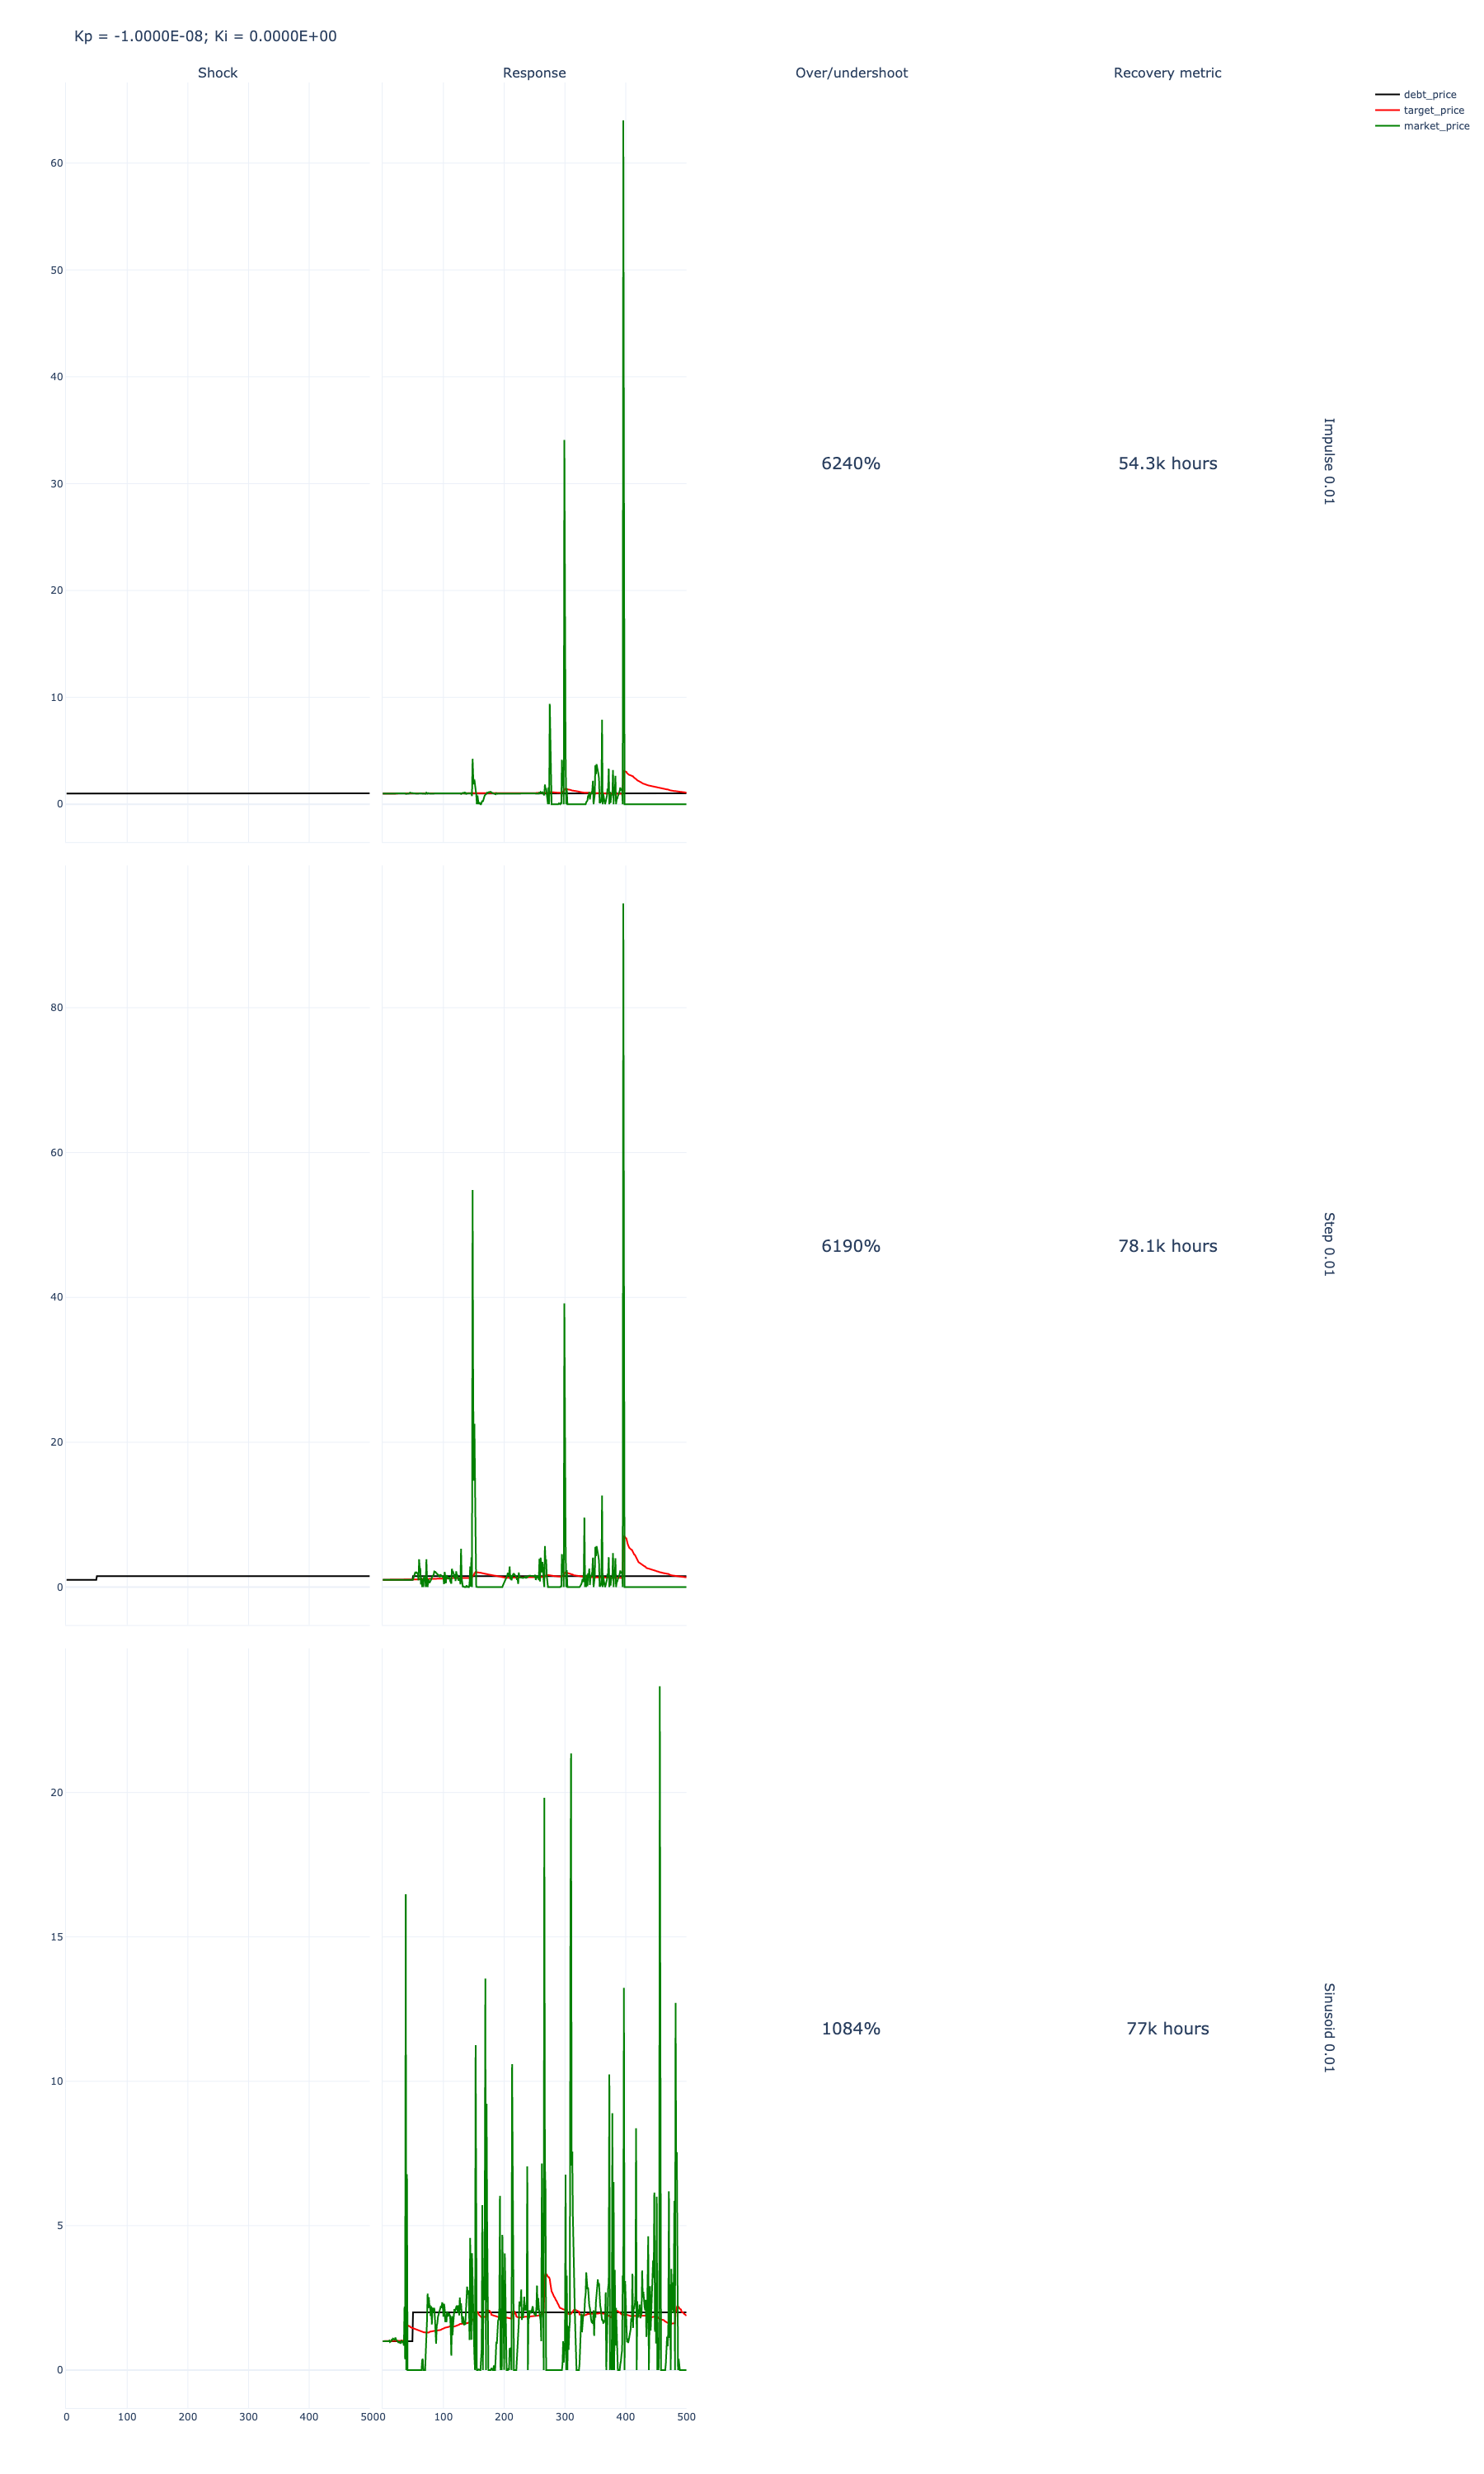 Kp = -1.0000E-08; Ki = 0.0000E+00
Shock
Response
Over/undershoot
Recovery metric
debt_price
target_price
market_price
60
50
40
30
20
10
0
6240%
54.3k hours
Impulse 0.01
80
60
40
20
0
6190%
78.1k hours
Step 0.01
20
15
10
5
0
1084%
77k hours
Sinusoid 0.01
0 100 200 300 400 500
0 100 200 300 400 500